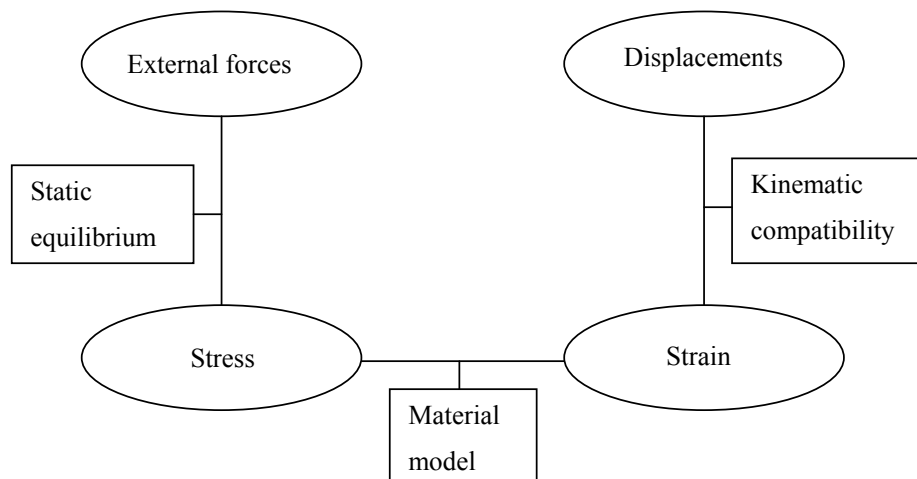 External forces
Displacements
Static
equilibrium
Kinematic
compatibility
Stress
Strain
Material
model